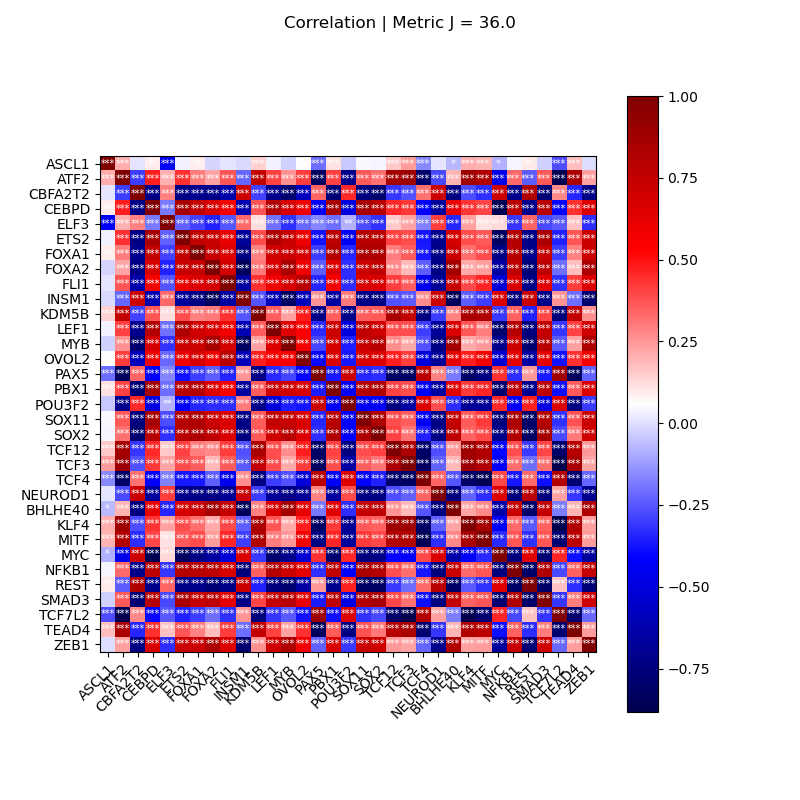 Correlation | Metric J = 36.0
ASCL1
ATF2
CBFA2T2
CEBPD
ELF3
ETS2
FOXA1
FOXA2
FLI1
INSM1
KDM5B
LEF1
MYB
OVOL2
PAX5
PBX1
POU3F2
SOX11
SOX2
TCF12
TCF3
TCF4
NEUROD1
BHLHE40
KLF4
MITF
MYC
NFKB1
REST
SMAD3
TCF7L2
TEAD4
ZEB1
ASCL1
ATF2
CBFA2T2
CEBPD
ELF3
ETS2
FOXA1
FOXA2
FLI1
INSM1
KDM5B
LEF1
MYB
OVOL2
PAX5
PBX1
POU3F2
SOX11
SOX2
TCF12
TCF3
TCF4
NEUROD1
BHLHE40
KLF4
MITF
MYC
NFKB1
REST
SMAD3
TCF7L2
TEAD4
ZEB1
1.00
0.75
0.50
0.25
0.00
−0.25
−0.50
−0.75